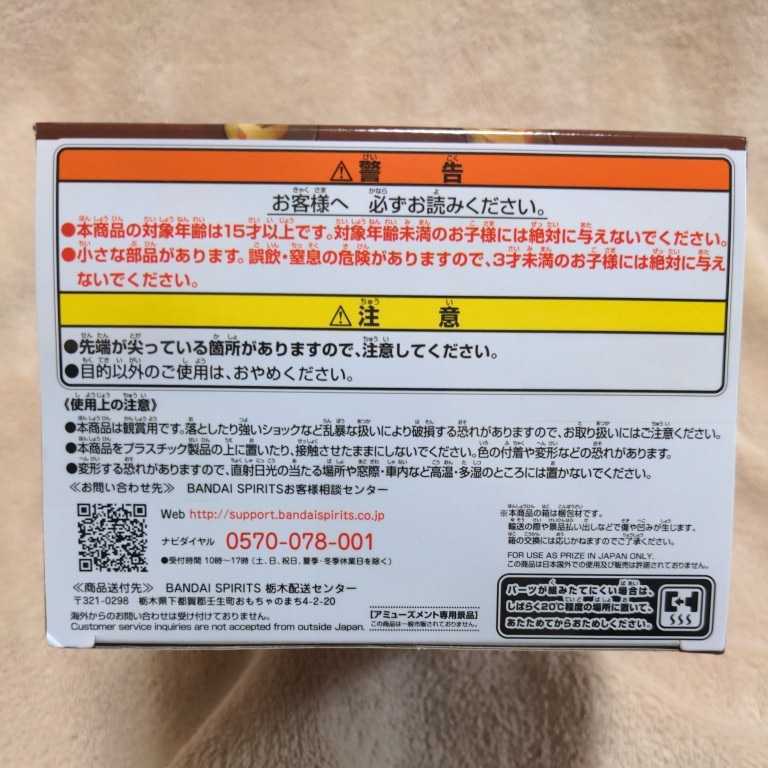 ⚠警告
お客様へ 必ずお読みください。
●本商品の対象年齢は15才以上です。対象年齢未満のお子様には絶対に与えないでください。
●小さな部品があります。誤飲・窒息の危険がありますので、3才未満のお子様には絶対に与え
ないでください。
⚠注意
●先端が尖っている箇所がありますので、注意してください。
●目的以外のご使用は、おやめください。
《使用上の注意》
●本商品は観賞用です。落としたり強いショックなど乱暴な扱いにより破損する恐れがありますので、お取り扱いにはご注意ください。
●本商品をプラスチック製品の上に置いたり、接触させたままにしないでください。色の付着や変形などの恐れがあります。
●変形する恐れがありますので、直射日光の当たる場所や窓際・車内など高温・多湿のところには置かないでください。
≪お問い合わせ先≫ BANDAI SPIRITSお客様相談センター
Web http://support.bandaispirits.co.jp
ナビダイヤル 0570-078-001
●受付時間 10時〜17時(土、日、祝日、夏季・冬季休業日を除く)
≪商品送付先≫ BANDAI SPIRITS 栃木配送センター
〒321-0298 栃木県下都賀郡壬生町おもちゃのまち4-2-20
海外からのお問い合わせは受け付けておりません。
Customer service inquiries are not accepted from outside Japan.
【アミューズメント専用景品】
この商品は一般市販されておりません。
※本商品の箱は梱包材です。
輸送の際や景品払い出しなどで傷や凹みが生じます。
箱の交換には応じかねますのでご了承ください。
FOR USE AS PRIZE IN JAPAN ONLY.
この商品は日本国外での使用及び販売は許諾されておりません。
パーツが組みたてにくい場合は、
しばらく20℃程度の場所に置いて、
あたためてからおためしください。